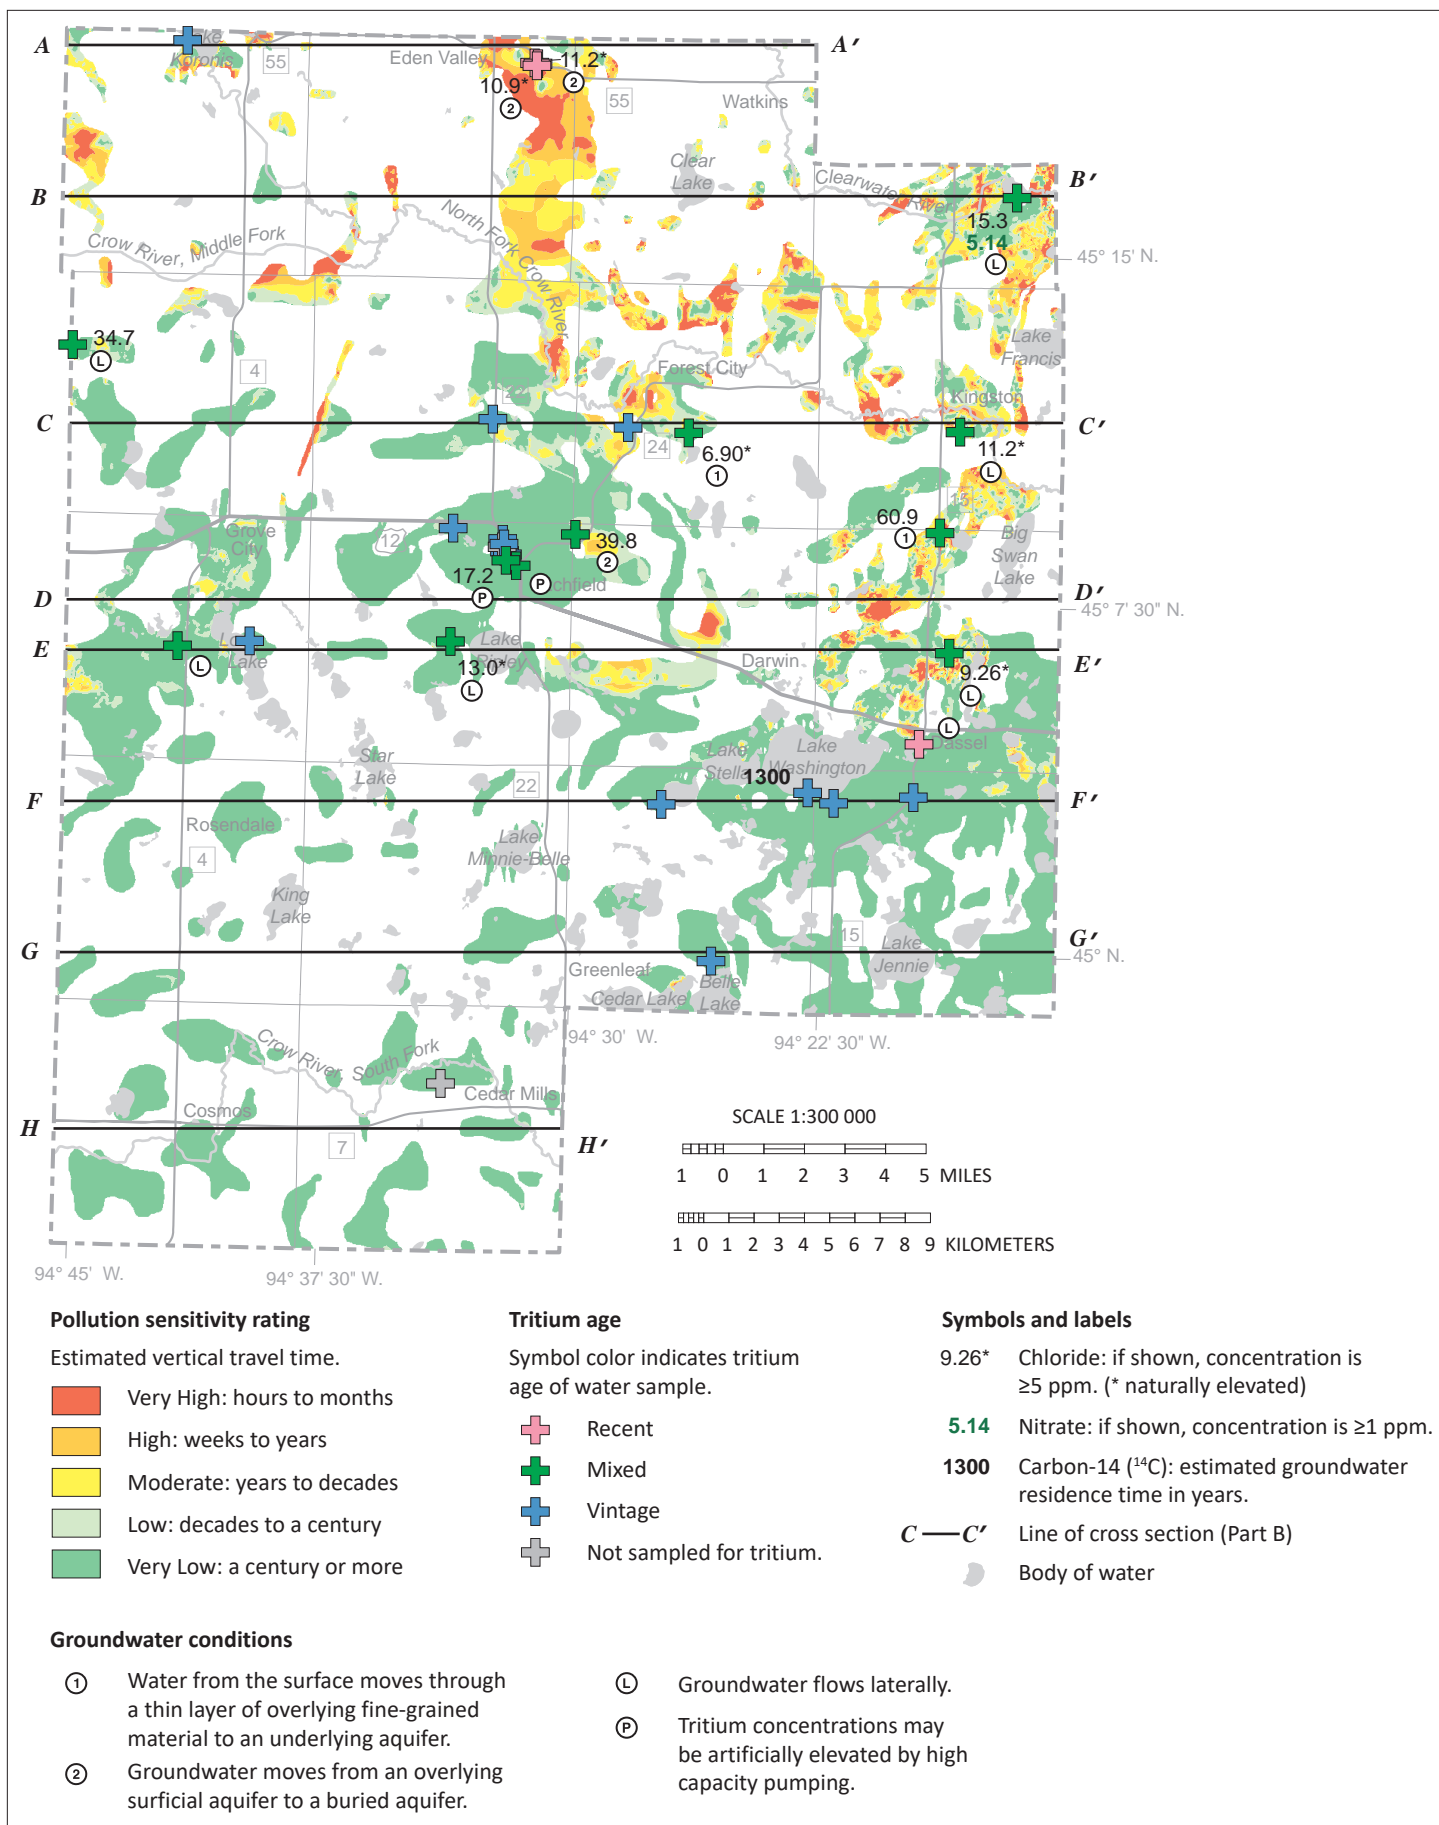 A
Lake
Koronis
55
Eden Valley
11.2*
2
10.9*
2
55
A′
Watkins
Clear
Lake
Clearwater River
B′
B
15.3
5.14
L
45° 15' N.
Crow River, Middle Fork
North Fork Crow River
34.7
L
4
Lake
Francis
Forest City
22
Kingston
C
C′
24
6.90*
1
11.2*
L
15
Grove
City
12
60.9
1
Big
Swan
Lake
39.8
2
17.2
P
P
Litchfield
D
D′
45° 7' 30" N.
E
L
Lake
Lake
Ripley
13.0*
L
Darwin
E′
9.26*
L
L
Dassel
Star
Lake
Lake
Stella
Lake
Washington
1300
22
F
F′
Rosendale
4
Lake
Minnie-Belle
King
Lake
15
G
G′
45° N.
Lake
Jennie
Greenleaf
Cedar Lake
Belle
Lake
94° 30' W.
94° 22' 30" W.
Crow River, South Fork
Cedar Mills
Cosmos
H
7
H′
SCALE 1:300 000
1 0 1 2 3 4 5 MILES
1 0 1 2 3 4 5 6 7 8 9 KILOMETERS
94° 45' W.
94° 37' 30" W.
Pollution sensitivity rating
Estimated vertical travel time.
Very High: hours to months
High: weeks to years
Moderate: years to decades
Low: decades to a century
Very Low: a century or more
Tritium age
Symbol color indicates tritium
age of water sample.
Recent
Mixed
Vintage
Not sampled for tritium.
Symbols and labels
9.26* Chloride: if shown, concentration is
≥5 ppm. (* naturally elevated)
5.14 Nitrate: if shown, concentration is ≥1 ppm.
1300 Carbon-14 (¹⁴C): estimated groundwater
residence time in years.
C — C′ Line of cross section (Part B)
Body of water
Groundwater conditions
1 Water from the surface moves through
a thin layer of overlying fine-grained
material to an underlying aquifer.
2 Groundwater moves from an overlying
surficial aquifer to a buried aquifer.
L Groundwater flows laterally.
P Tritium concentrations may
be artificially elevated by high
capacity pumping.